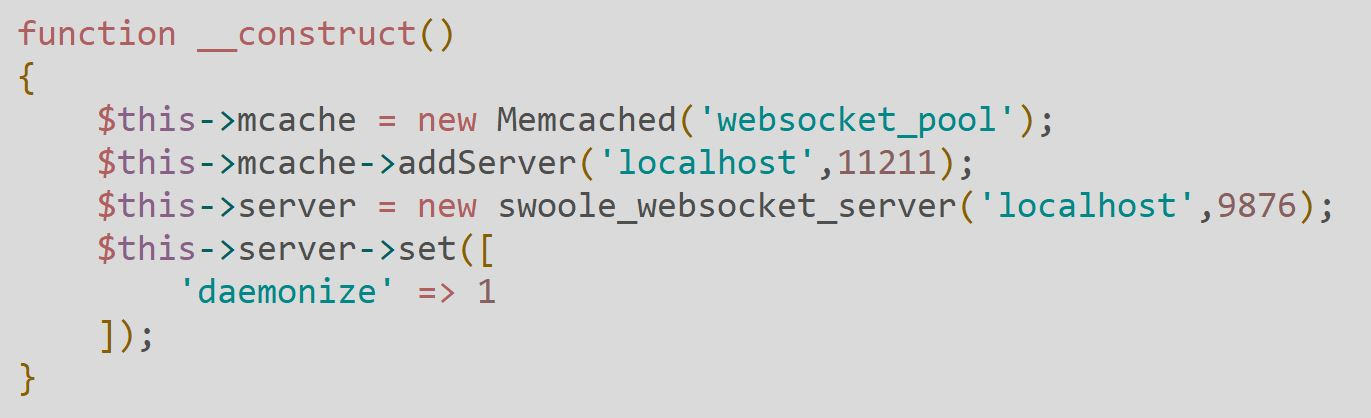 function __construct()
{
    $this->mcache = new Memcached('websocket_pool');
    $this->mcache->addServer('localhost',11211);
    $this->server = new swoole_websocket_server('localhost',9876);
    $this->server->set([
        'daemonize' => 1
    ]);
}